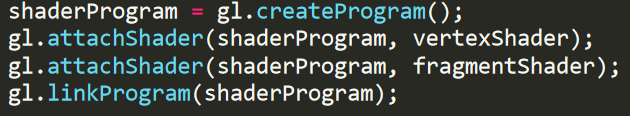 shaderProgram = gl.createProgram();
gl.attachShader(shaderProgram, vertexShader);
gl.attachShader(shaderProgram, fragmentShader);
gl.linkProgram(shaderProgram);